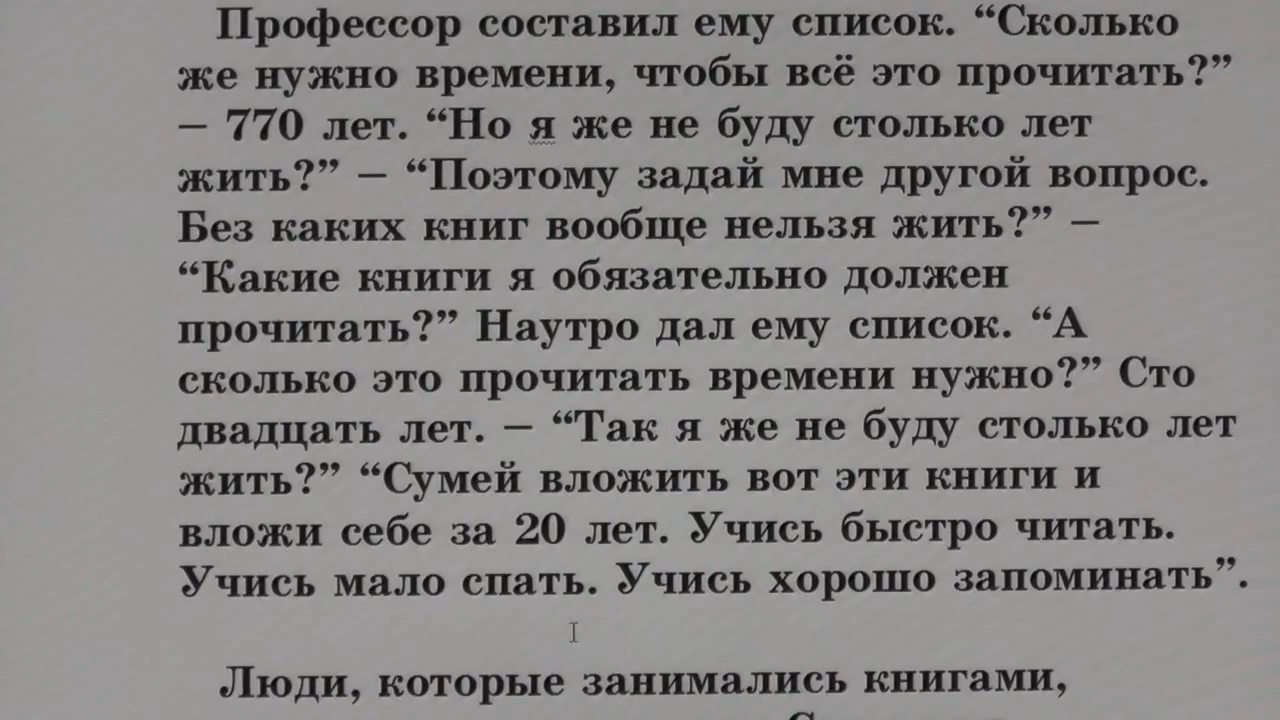 Профессор составил ему список. “Сколько
же нужно времени, чтобы всё это прочитать?”
– 770 лет. “Но я же не буду столько лет
жить?” – “Поэтому задай мне другой вопрос.
Без каких книг вообще нельзя жить?” –
“Какие книги я обязательно должен
прочитать?” Наутро дал ему список. “А
сколько это прочитать времени нужно?” Сто
двадцать лет. – “Так я же не буду столько лет
жить?” “Сумей вложить вот эти книги и
вложи себе за 20 лет. Учись быстро читать.
Учись мало спать. Учись хорошо запоминать”.
Люди, которые занимались книгами,